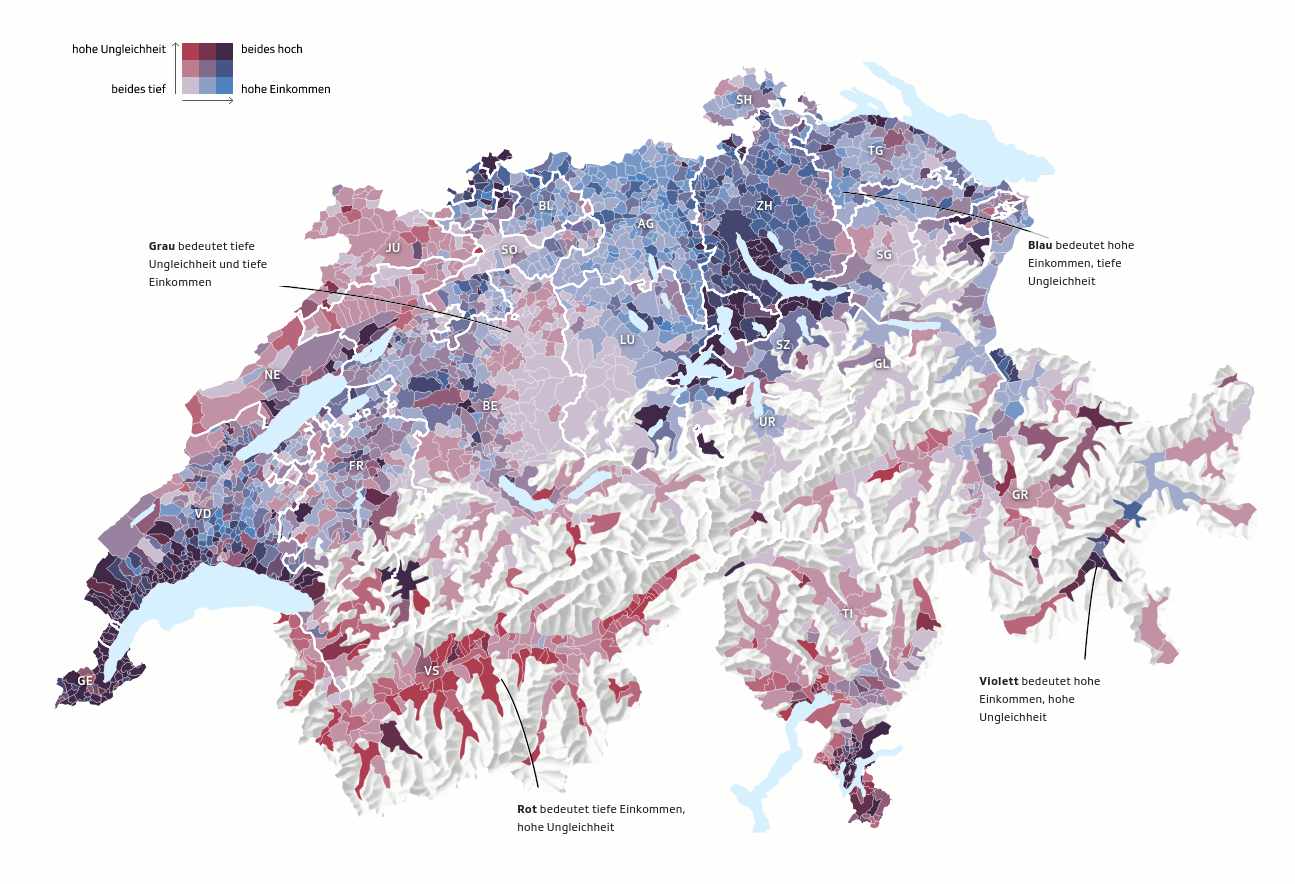 hohe Ungleichheit
beides hoch
beides tief
hohe Einkommen
SH
TG
BL
ZH
AG
JU
SO
SG
Grau bedeutet tiefe
Ungleichheit und tiefe
Einkommen
Blau bedeutet hohe
Einkommen, tiefe
Ungleichheit
LU
SZ
GL
NE
BE
UR
FR
GR
VD
TI
VS
GE
Violett bedeutet hohe
Einkommen, hohe
Ungleichheit
Rot bedeutet tiefe Einkommen,
hohe Ungleichheit